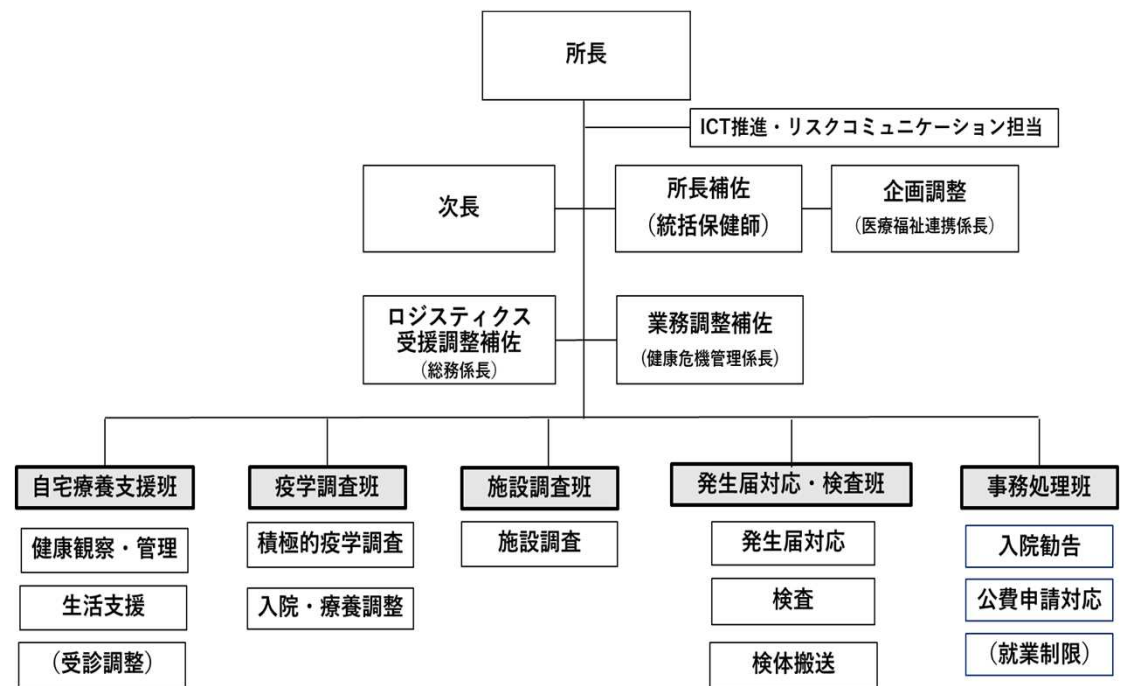 所長
ICT推進・リスクコミュニケーション担当
次長
所長補佐
（統括保健師）
企画調整
（医療福祉連携係長）
ロジスティクス
受援調整補佐
（総務係長）
業務調整補佐
（健康危機管理係長）
自宅療養支援班
疫学調査班
施設調査班
発生届対応・検査班
事務処理班
健康観察・管理
積極的疫学調査
施設調査
発生届対応
入院勧告
生活支援
入院・療養調整
検査
公費申請対応
（受診調整）
検体搬送
（就業制限）